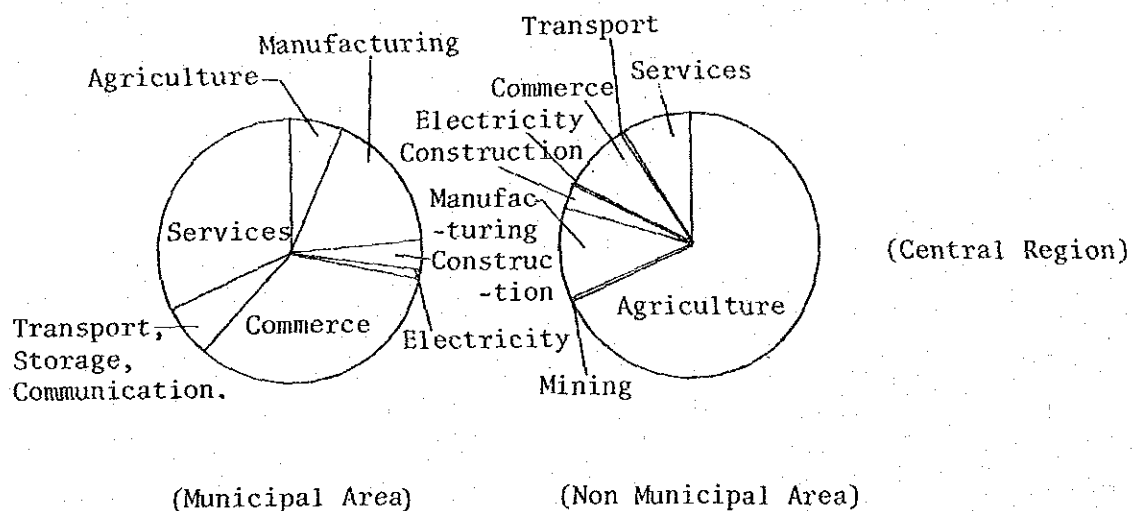 Manufacturing
Agriculture
Services
Construc
-tion
Electricity
Commerce
Transport,
Storage,
Communication.
Transport
Services
Commerce
Electricity
Construction
Manufac-
-turing
Agriculture
Mining
(Central Region)
(Municipal Area)
(Non Municipal Area)